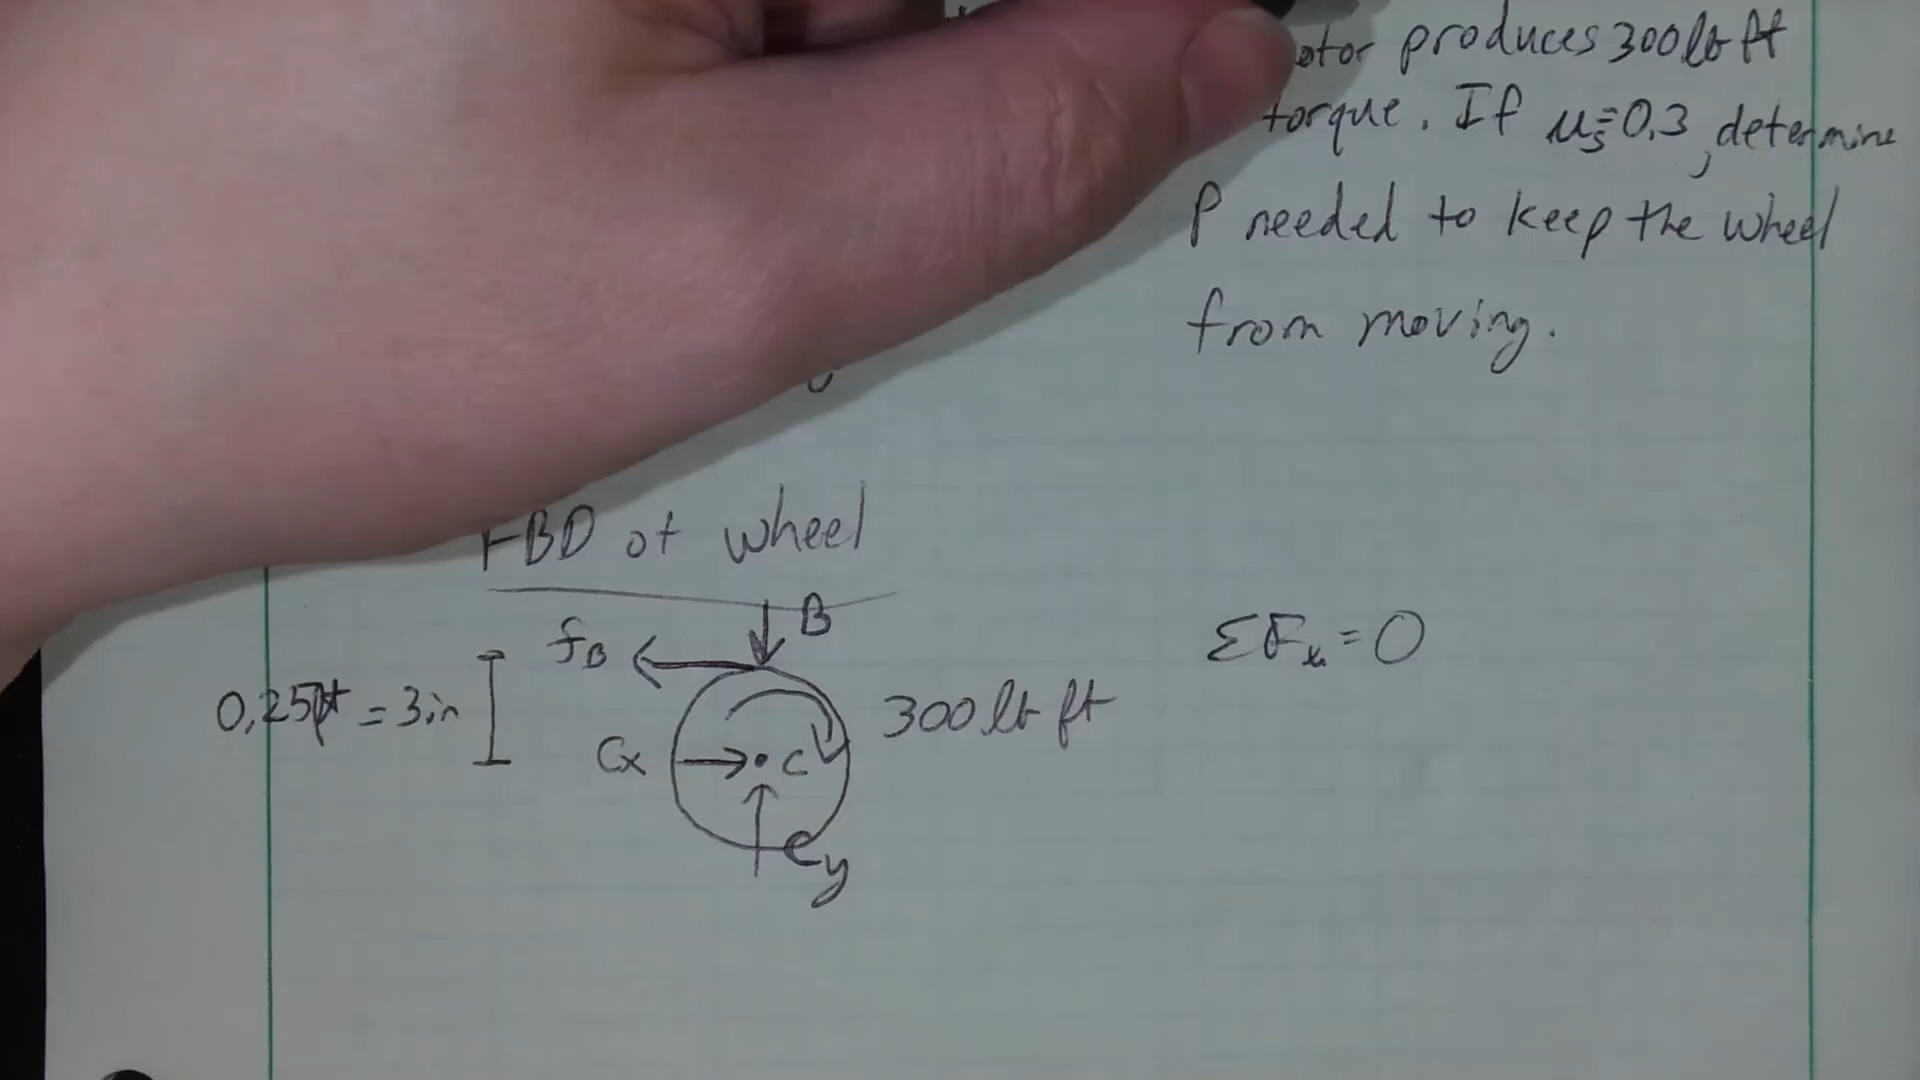 produces 300 lb ft
torque. If μs=0.3, determine
P needed to keep the wheel
from moving.
FBD of wheel
B
fB
ΣFx=0
0.25ft = 3in
300 lb ft
Cx
C
Cy